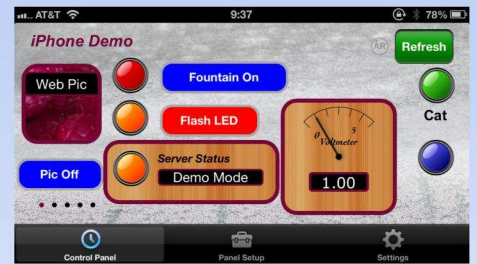 AT&T 9:37 78%
iPhone Demo
AR
Refresh
Web Pic
Fountain On
Cat
Flash LED
0 5
Voltmeter
Server Status
Demo Mode
Pic Off
1.00
Control Panel
Panel Setup
Settings